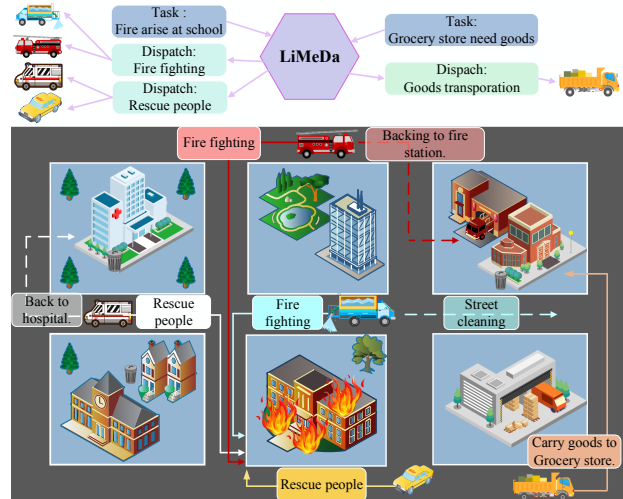 Task :
Fire arise at school
LiMeDa
Task:
Grocery store need goods
Dispatch:
Fire fighting
Dispach:
Goods transporation
Dispatch:
Rescue people
Fire fighting
Backing to fire
station.
Back to
hospital.
Rescue
people
Fire
fighting
Street
cleaning
Carry goods to
Grocery store.
Rescue people